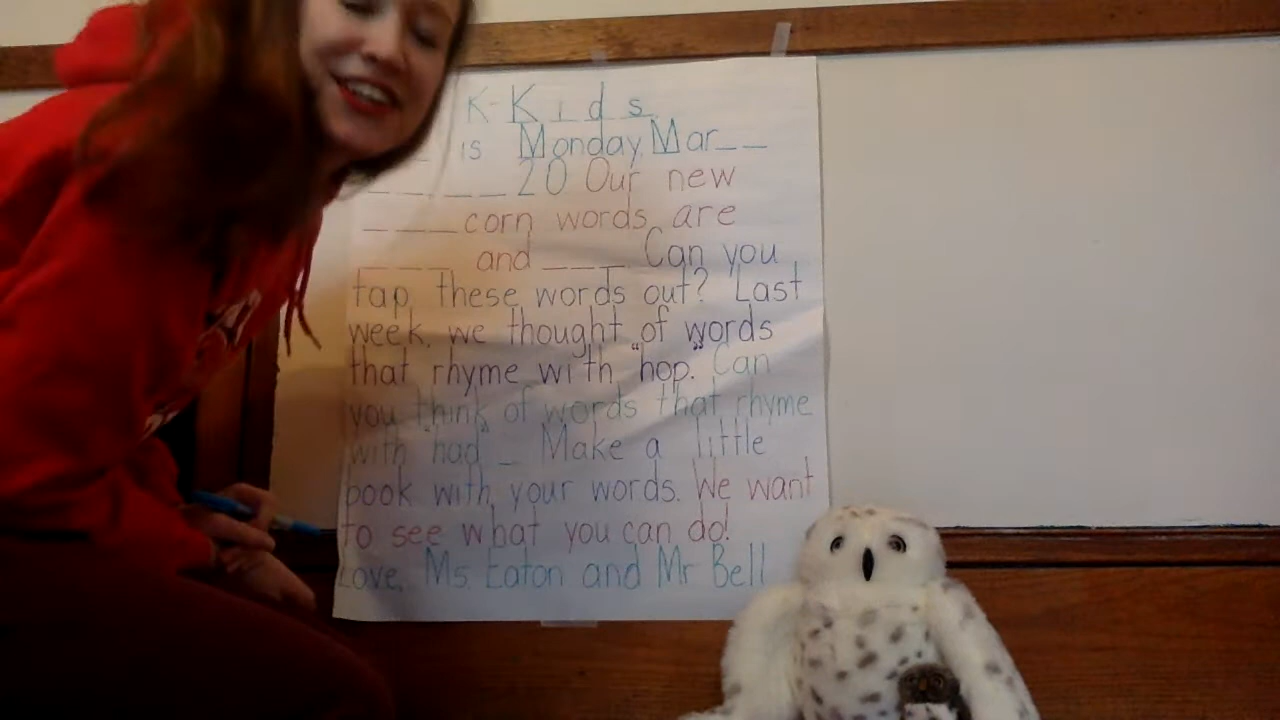 K-Kids
_ is Monday, Mar_ _
_ _ _ _ _ 20 Our new
_ _ _ corn words are
_ _ _ _ and _ _ _. Can you
tap these words out? Last
week, we thought of words
that rhyme with "hop." Can
you think of words that rhyme
with "had"_ Make a little
book with your words. We want
to see what you can do!
Love, Ms. Eaton and Mr Bell